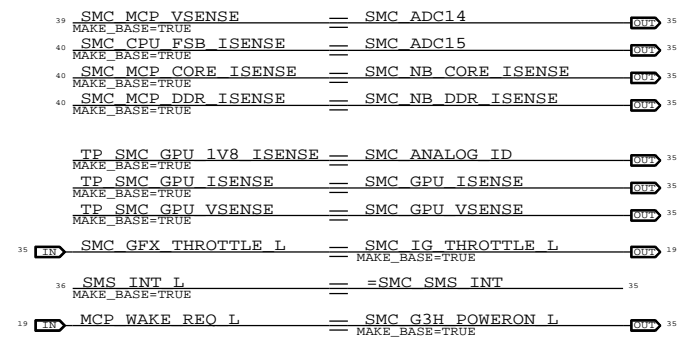 39 SMC_MCP_VSENSE SMC_ADC14 OUT 35
MAKE_BASE=TRUE
40 SMC_CPU_FSB_ISENSE SMC_ADC15 OUT 35
MAKE_BASE=TRUE
40 SMC_MCP_CORE_ISENSE SMC_NB_CORE_ISENSE OUT 35
MAKE_BASE=TRUE
40 SMC_MCP_DDR_ISENSE SMC_NB_DDR_ISENSE OUT 35
MAKE_BASE=TRUE
TP_SMC_GPU_1V8_ISENSE SMC_ANALOG_ID OUT 35
MAKE_BASE=TRUE
TP_SMC_GPU_ISENSE SMC_GPU_ISENSE OUT 35
MAKE_BASE=TRUE
TP_SMC_GPU_VSENSE SMC_GPU_VSENSE OUT 35
MAKE_BASE=TRUE
35 IN SMC_GFX_THROTTLE_L SMC_IG_THROTTLE_L OUT 19
MAKE_BASE=TRUE
36 SMS_INT_L =SMC_SMS_INT 35
MAKE_BASE=TRUE
19 IN MCP_WAKE_REQ_L SMC_G3H_POWERON_L OUT 35
MAKE_BASE=TRUE